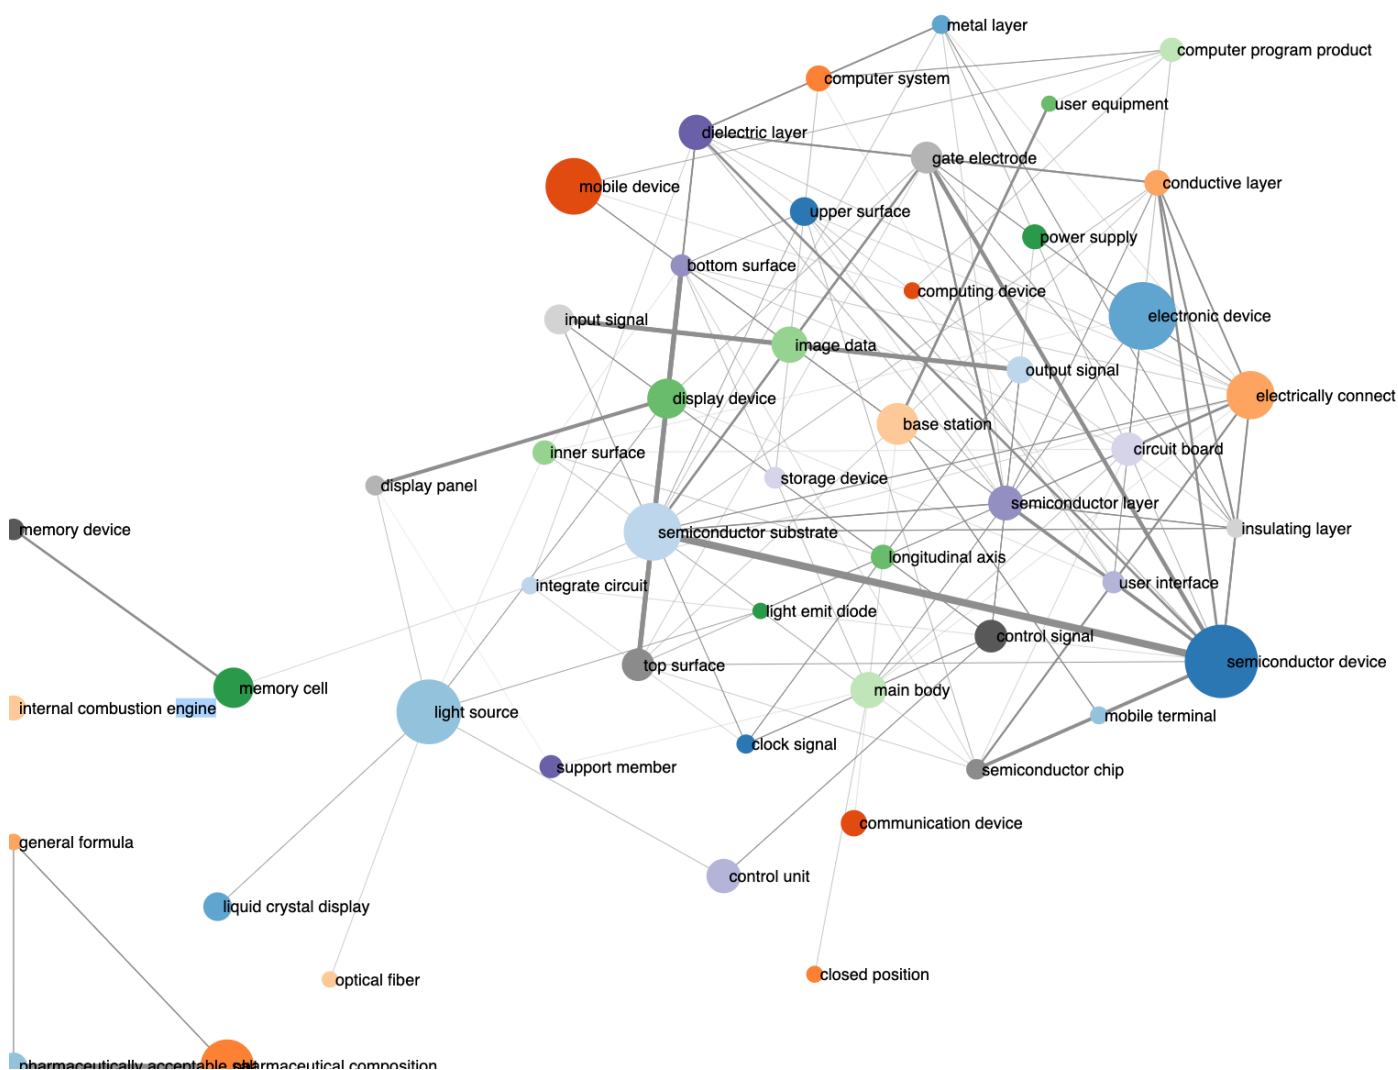 metal layer
computer program product
computer system
user equipment
dielectric layer
gate electrode
mobile device
conductive layer
upper surface
power supply
bottom surface
computing device
input signal
electronic device
image data
output signal
display device
electrically connect
base station
inner surface
circuit board
storage device
display panel
semiconductor layer
memory device
semiconductor substrate
insulating layer
longitudinal axis
integrate circuit
user interface
light emit diode
control signal
top surface
semiconductor device
memory cell
main body
internal combustion engine
light source
mobile terminal
clock signal
support member
semiconductor chip
communication device
general formula
control unit
liquid crystal display
closed position
optical fiber
pharmaceutically acceptable salt
pharmaceutical composition